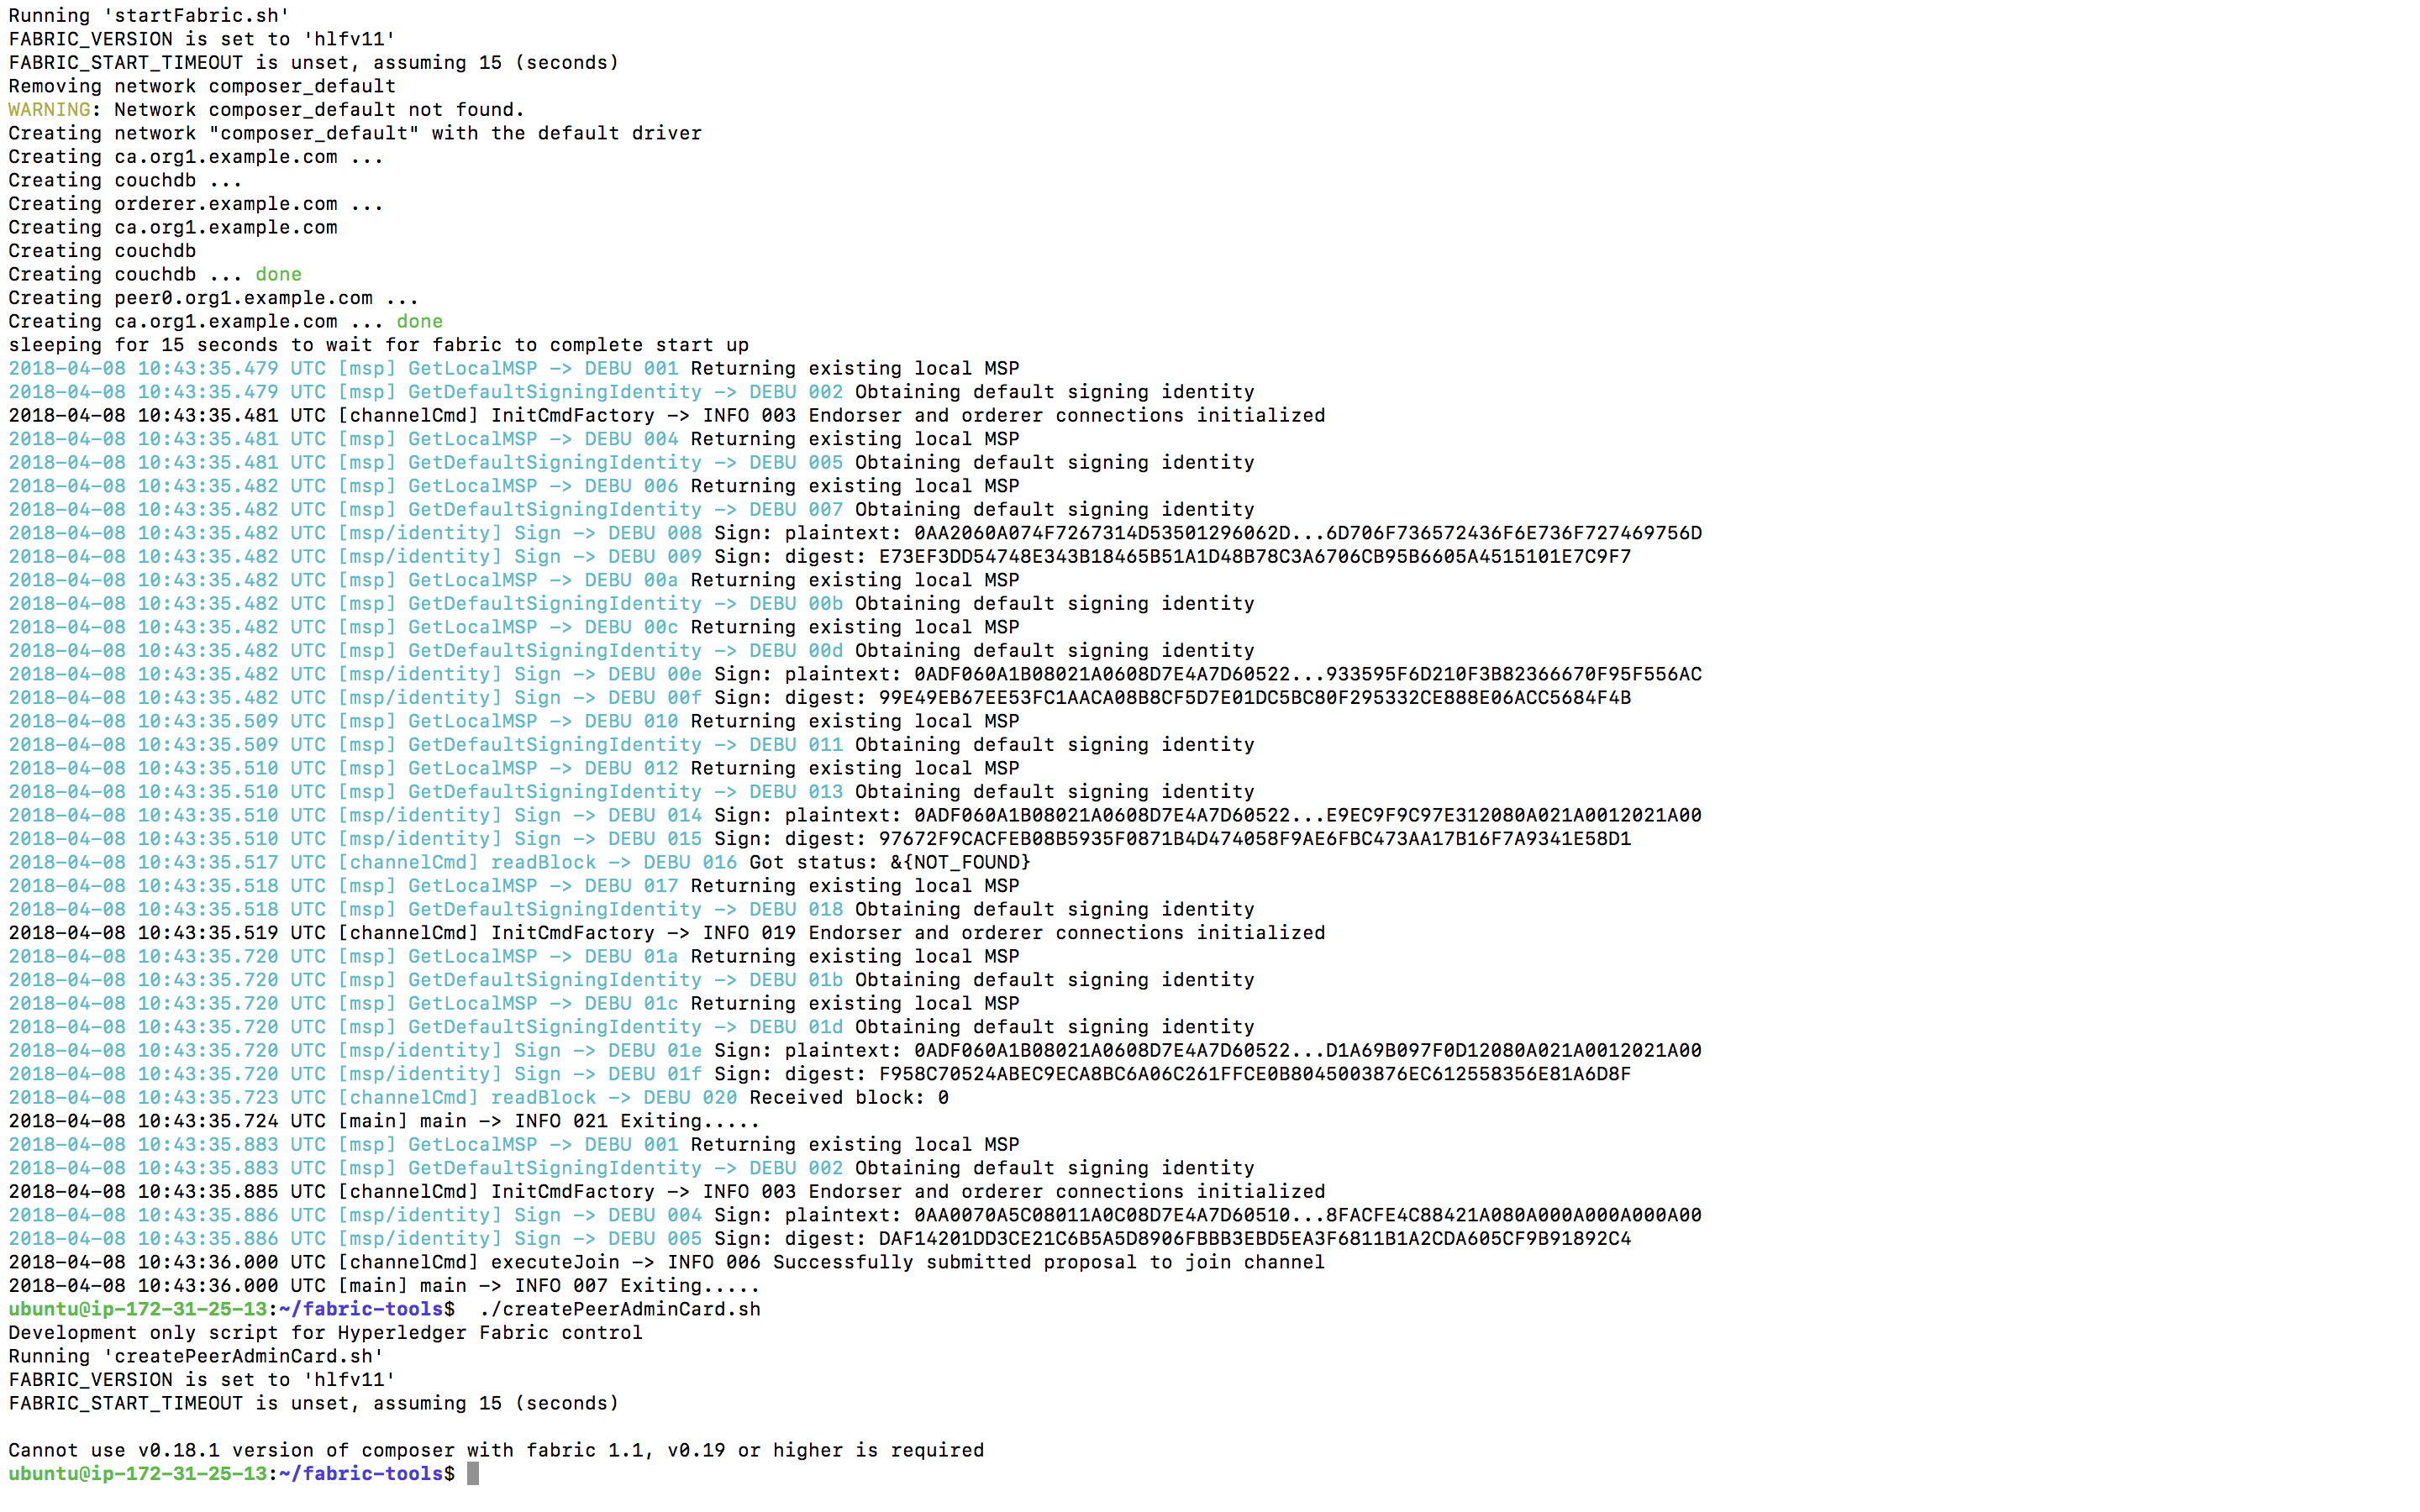 Running 'startFabric.sh'
FABRIC_VERSION is set to 'hlfv11'
FABRIC_START_TIMEOUT is unset, assuming 15 (seconds)
Removing network composer_default
WARNING: Network composer_default not found.
Creating network "composer_default" with the default driver
Creating ca.org1.example.com ...
Creating couchdb ...
Creating orderer.example.com ...
Creating ca.org1.example.com
Creating couchdb
Creating couchdb ... done
Creating peer0.org1.example.com ...
Creating ca.org1.example.com ... done
sleeping for 15 seconds to wait for fabric to complete start up
2018-04-08 10:43:35.479 UTC [msp] GetLocalMSP -> DEBU 001 Returning existing local MSP
2018-04-08 10:43:35.479 UTC [msp] GetDefaultSigningIdentity -> DEBU 002 Obtaining default signing identity
2018-04-08 10:43:35.481 UTC [channelCmd] InitCmdFactory -> INFO 003 Endorser and orderer connections initialized
2018-04-08 10:43:35.481 UTC [msp] GetLocalMSP -> DEBU 004 Returning existing local MSP
2018-04-08 10:43:35.481 UTC [msp] GetDefaultSigningIdentity -> DEBU 005 Obtaining default signing identity
2018-04-08 10:43:35.482 UTC [msp] GetLocalMSP -> DEBU 006 Returning existing local MSP
2018-04-08 10:43:35.482 UTC [msp] GetDefaultSigningIdentity -> DEBU 007 Obtaining default signing identity
2018-04-08 10:43:35.482 UTC [msp/identity] Sign -> DEBU 008 Sign: plaintext: 0AA2060A074F7267314D53501296062D...6D706F736572436F6E736F727469756D
2018-04-08 10:43:35.482 UTC [msp/identity] Sign -> DEBU 009 Sign: digest: E73EF3DD54748E343B18465B51A1D48B78C3A6706CB95B6605A4515101E7C9F7
2018-04-08 10:43:35.482 UTC [msp] GetLocalMSP -> DEBU 00a Returning existing local MSP
2018-04-08 10:43:35.482 UTC [msp] GetDefaultSigningIdentity -> DEBU 00b Obtaining default signing identity
2018-04-08 10:43:35.482 UTC [msp] GetLocalMSP -> DEBU 00c Returning existing local MSP
2018-04-08 10:43:35.482 UTC [msp] GetDefaultSigningIdentity -> DEBU 00d Obtaining default signing identity
2018-04-08 10:43:35.482 UTC [msp/identity] Sign -> DEBU 00e Sign: plaintext: 0ADF060A1B08021A0608D7E4A7D60522...933595F6D210F3B82366670F95F556AC
2018-04-08 10:43:35.482 UTC [msp/identity] Sign -> DEBU 00f Sign: digest: 99E49EB67EE53FC1AACA08B8CF5D7E01DC5BC80F295332CE888E06ACC5684F4B
2018-04-08 10:43:35.509 UTC [msp] GetLocalMSP -> DEBU 010 Returning existing local MSP
2018-04-08 10:43:35.509 UTC [msp] GetDefaultSigningIdentity -> DEBU 011 Obtaining default signing identity
2018-04-08 10:43:35.510 UTC [msp] GetLocalMSP -> DEBU 012 Returning existing local MSP
2018-04-08 10:43:35.510 UTC [msp] GetDefaultSigningIdentity -> DEBU 013 Obtaining default signing identity
2018-04-08 10:43:35.510 UTC [msp/identity] Sign -> DEBU 014 Sign: plaintext: 0ADF060A1B08021A0608D7E4A7D60522...E9EC9F9C97E312080A021A0012021A00
2018-04-08 10:43:35.510 UTC [msp/identity] Sign -> DEBU 015 Sign: digest: 97672F9CACFEB08B5935F0871B4D474058F9AE6FBC473AA17B16F7A9341E58D1
2018-04-08 10:43:35.517 UTC [channelCmd] readBlock -> DEBU 016 Got status: &{NOT_FOUND}
2018-04-08 10:43:35.518 UTC [msp] GetLocalMSP -> DEBU 017 Returning existing local MSP
2018-04-08 10:43:35.518 UTC [msp] GetDefaultSigningIdentity -> DEBU 018 Obtaining default signing identity
2018-04-08 10:43:35.519 UTC [channelCmd] InitCmdFactory -> INFO 019 Endorser and orderer connections initialized
2018-04-08 10:43:35.720 UTC [msp] GetLocalMSP -> DEBU 01a Returning existing local MSP
2018-04-08 10:43:35.720 UTC [msp] GetDefaultSigningIdentity -> DEBU 01b Obtaining default signing identity
2018-04-08 10:43:35.720 UTC [msp] GetLocalMSP -> DEBU 01c Returning existing local MSP
2018-04-08 10:43:35.720 UTC [msp] GetDefaultSigningIdentity -> DEBU 01d Obtaining default signing identity
2018-04-08 10:43:35.720 UTC [msp/identity] Sign -> DEBU 01e Sign: plaintext: 0ADF060A1B08021A0608D7E4A7D60522...D1A69B097F0D12080A021A0012021A00
2018-04-08 10:43:35.720 UTC [msp/identity] Sign -> DEBU 01f Sign: digest: F958C70524ABEC9ECA8BC6A06C261FFCE0B8045003876EC612558356E81A6D8F
2018-04-08 10:43:35.723 UTC [channelCmd] readBlock -> DEBU 020 Received block: 0
2018-04-08 10:43:35.724 UTC [main] main -> INFO 021 Exiting.....
2018-04-08 10:43:35.883 UTC [msp] GetLocalMSP -> DEBU 001 Returning existing local MSP
2018-04-08 10:43:35.883 UTC [msp] GetDefaultSigningIdentity -> DEBU 002 Obtaining default signing identity
2018-04-08 10:43:35.885 UTC [channelCmd] InitCmdFactory -> INFO 003 Endorser and orderer connections initialized
2018-04-08 10:43:35.886 UTC [msp/identity] Sign -> DEBU 004 Sign: plaintext: 0AA0070A5C08011A0C08D7E4A7D60510...8FACFE4C88421A080A000A000A000A00
2018-04-08 10:43:35.886 UTC [msp/identity] Sign -> DEBU 005 Sign: digest: DAF14201DD3CE21C6B5A5D8906FBBB3EBD5EA3F6811B1A2CDA605CF9B91892C4
2018-04-08 10:43:36.000 UTC [channelCmd] executeJoin -> INFO 006 Successfully submitted proposal to join channel
2018-04-08 10:43:36.000 UTC [main] main -> INFO 007 Exiting.....
ubuntu@ip-172-31-25-13:~/fabric-tools$  ./createPeerAdminCard.sh
Development only script for Hyperledger Fabric control
Running 'createPeerAdminCard.sh'
FABRIC_VERSION is set to 'hlfv11'
FABRIC_START_TIMEOUT is unset, assuming 15 (seconds)
Cannot use v0.18.1 version of composer with fabric 1.1, v0.19 or higher is required
ubuntu@ip-172-31-25-13:~/fabric-tools$